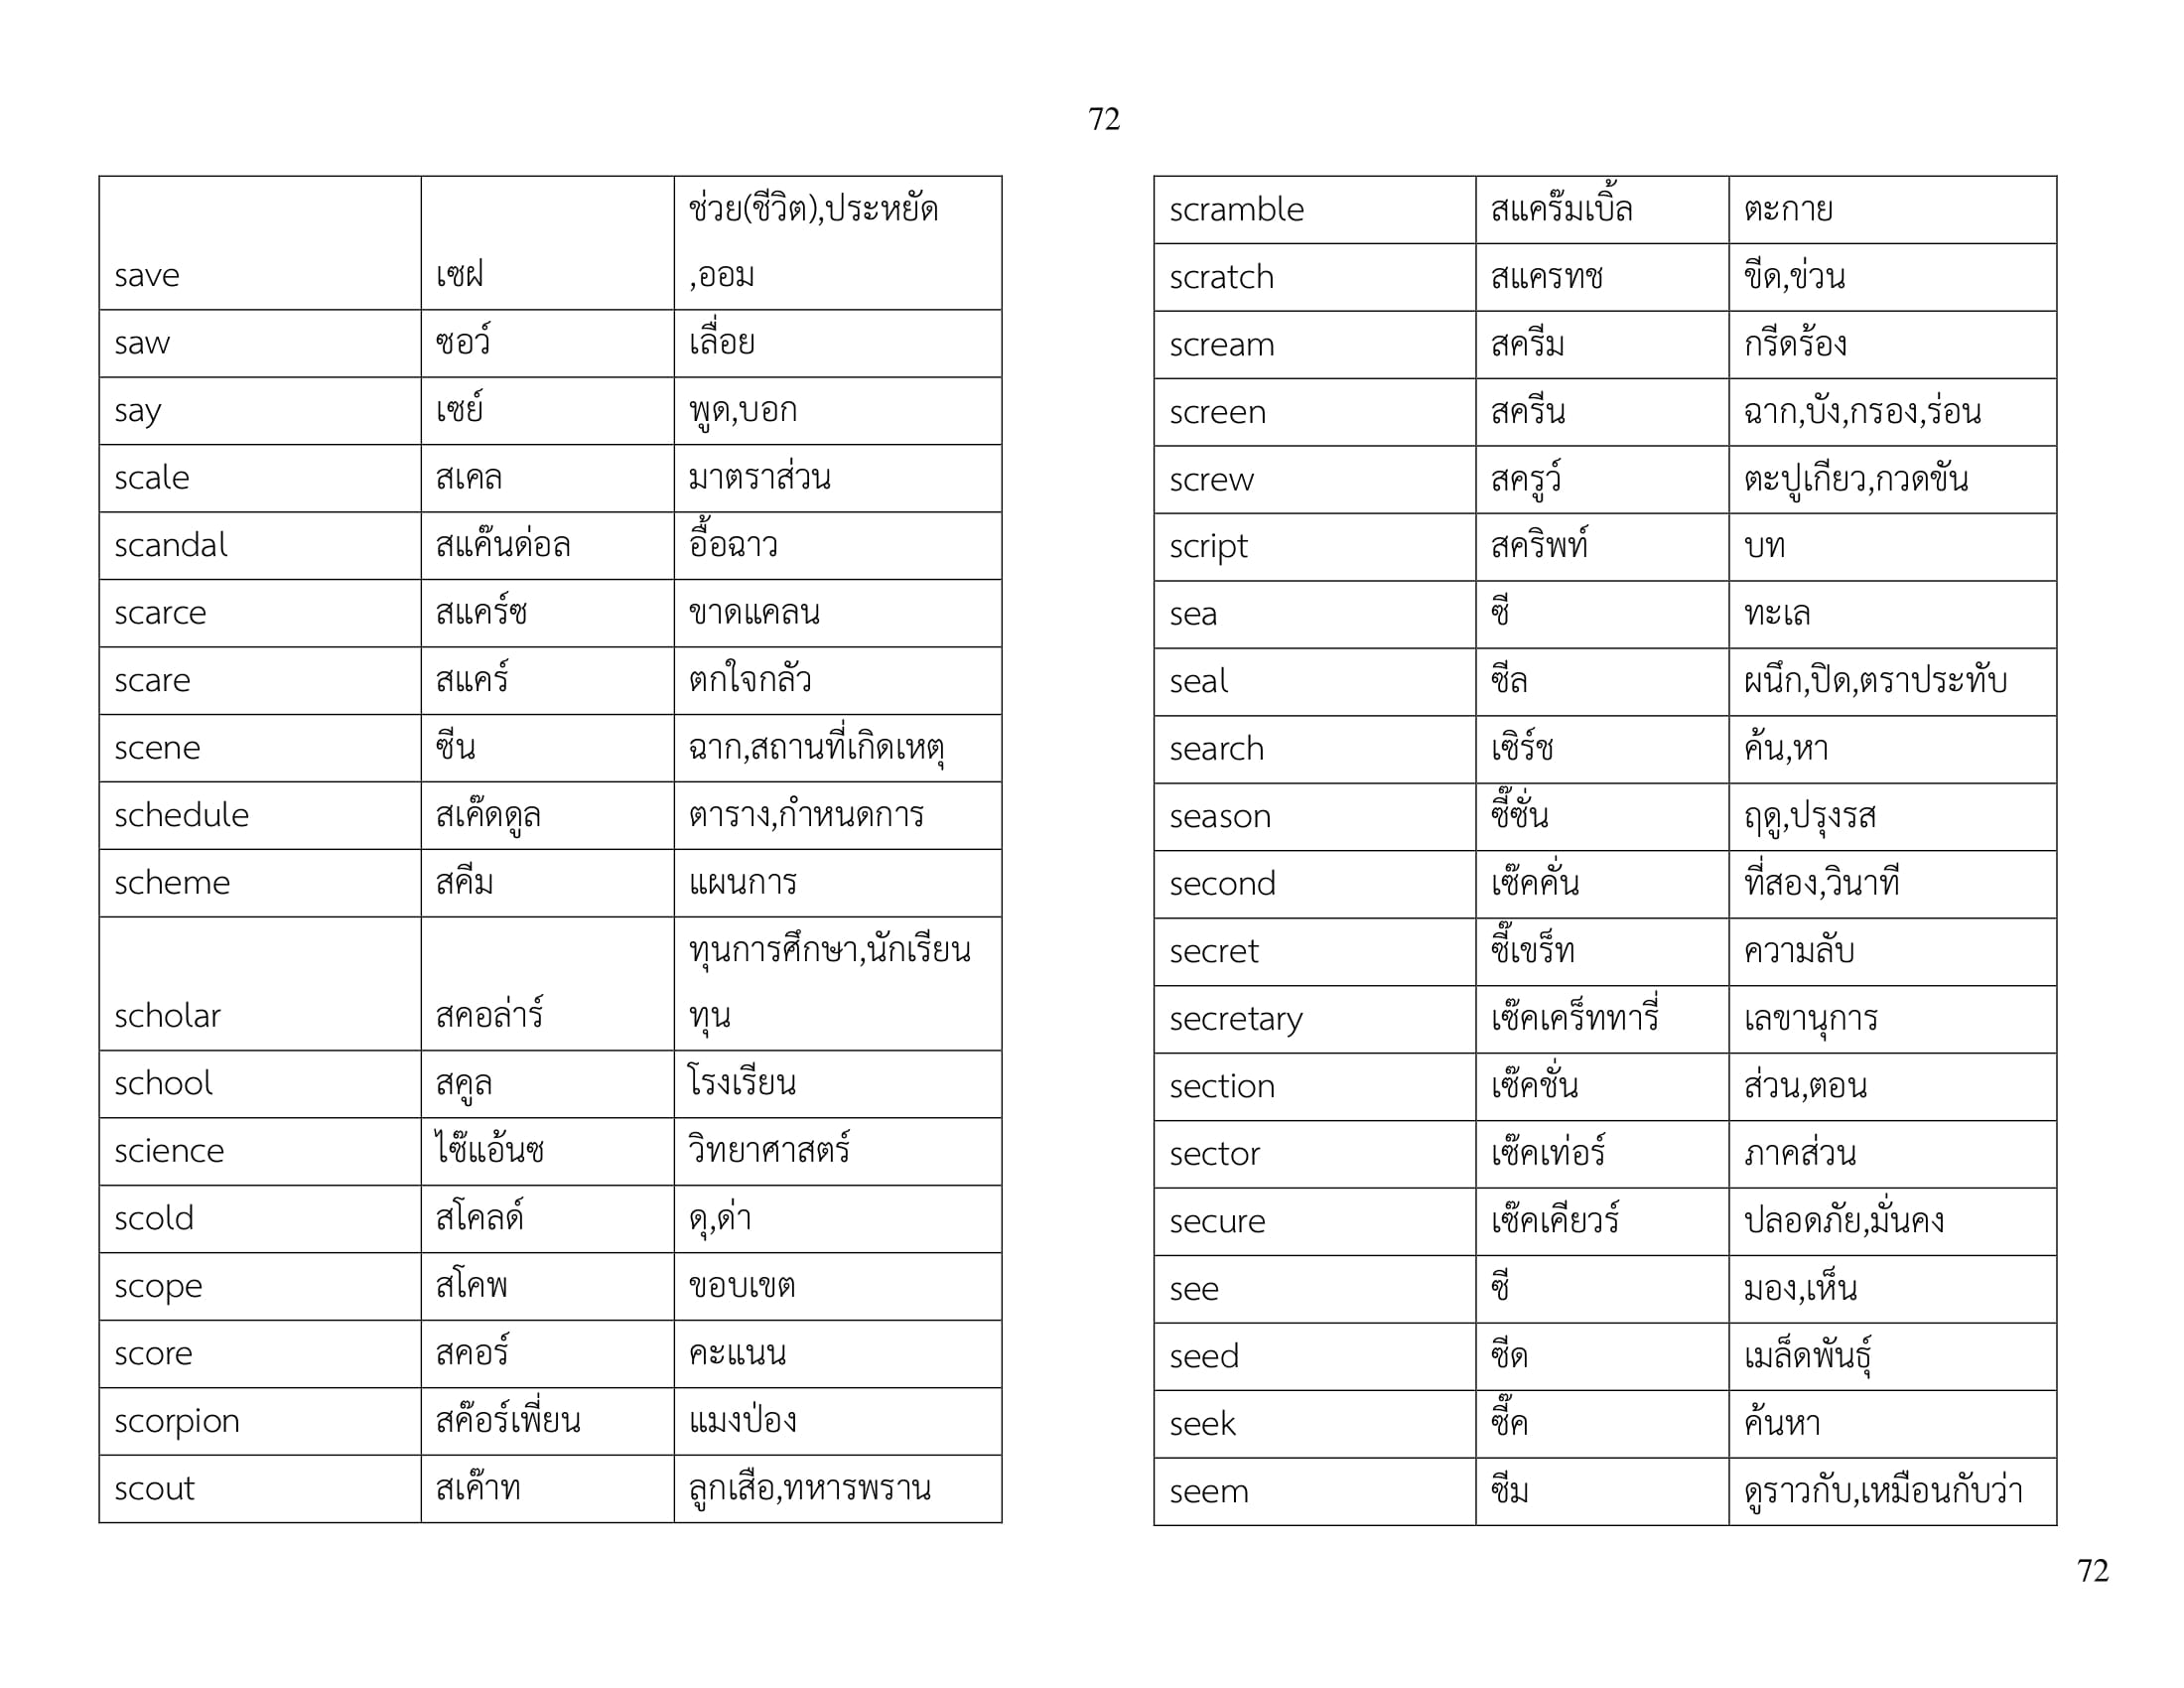 72
ช่วย(ชีวิต),ประหยัด
save เซฝ ,ออม
saw ซอว์ เลื่อย
say เซย์ พูด,บอก
scale สเคล มาตราส่วน
scandal สแค๊นด่อล อื้อฉาว
scarce สแคร์ซ ขาดแคลน
scare สแคร์ ตกใจกลัว
scene ซีน ฉาก,สถานที่เกิดเหตุ
schedule สเค๊ดดูล ตาราง,กำหนดการ
scheme สคีม แผนการ
ทุนการศึกษา,นักเรียน
scholar สคอล่าร์ ทุน
school สคูล โรงเรียน
science ไซ๊แอ้นซ วิทยาศาสตร์
scold สโคลด์ ดุ,ด่า
scope สโคพ ขอบเขต
score สคอร์ คะแนน
scorpion สค๊อร์เพี่ยน แมงป่อง
scout สเค๊าท ลูกเสือ,ทหารพราน
scramble สแคร๊มเบิ้ล ตะกาย
scratch สแครทช ขีด,ข่วน
scream สครีม กรีดร้อง
screen สครีน ฉาก,บัง,กรอง,ร่อน
screw สครูว์ ตะปูเกียว,กวดขัน
script สคริพท์ บท
sea ซี ทะเล
seal ซีล ผนึก,ปิด,ตราประทับ
search เซิร์ช ค้น,หา
season ซี๊ซั่น ฤดู,ปรุงรส
second เซ๊คคั่น ที่สอง,วินาที
secret ซี๊เขร็ท ความลับ
secretary เซ๊คเคร็ททารี่ เลขานุการ
section เซ๊คชั่น ส่วน,ตอน
sector เซ๊คเท่อร์ ภาคส่วน
secure เซ๊คเคียวร์ ปลอดภัย,มั่นคง
see ซี มอง,เห็น
seed ซีด เมล็ดพันธุ์
seek ซี๊ค ค้นหา
seem ซีม ดูราวกับ,เหมือนกับว่า
72